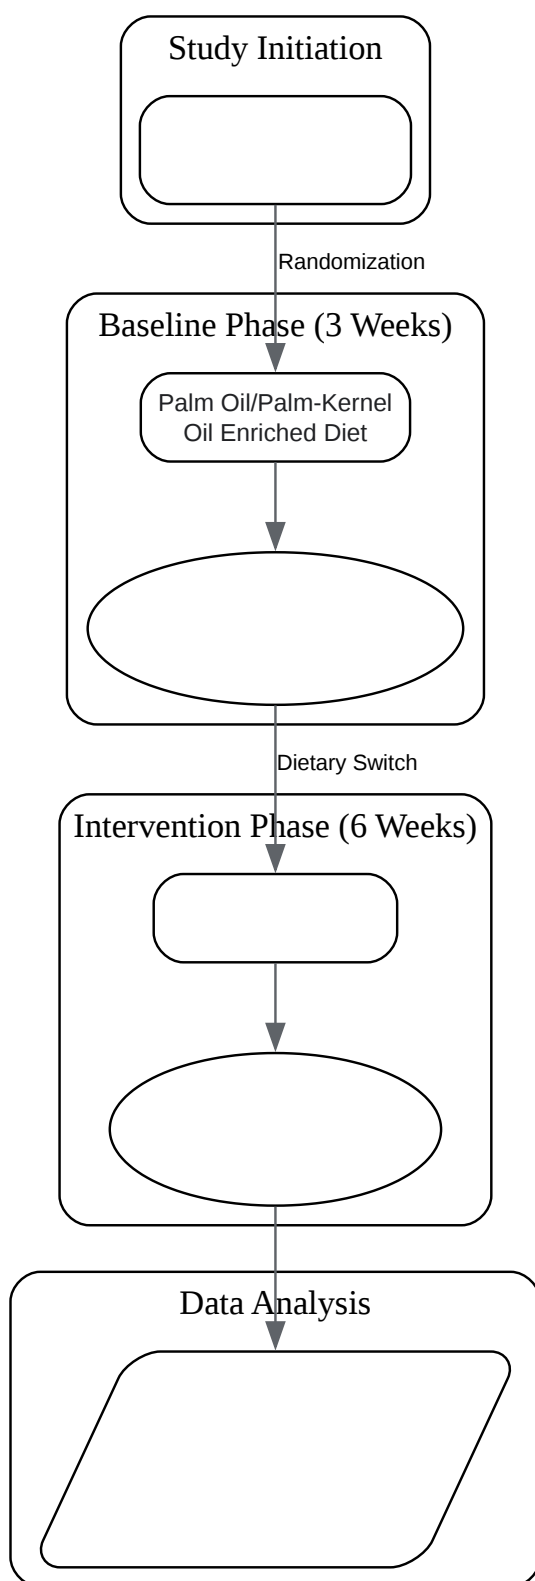 Study Initiation
Randomization
Baseline Phase (3 Weeks)
Palm Oil/Palm-Kernel
Oil Enriched Diet
Dietary Switch
Intervention Phase (6 Weeks)
Data Analysis